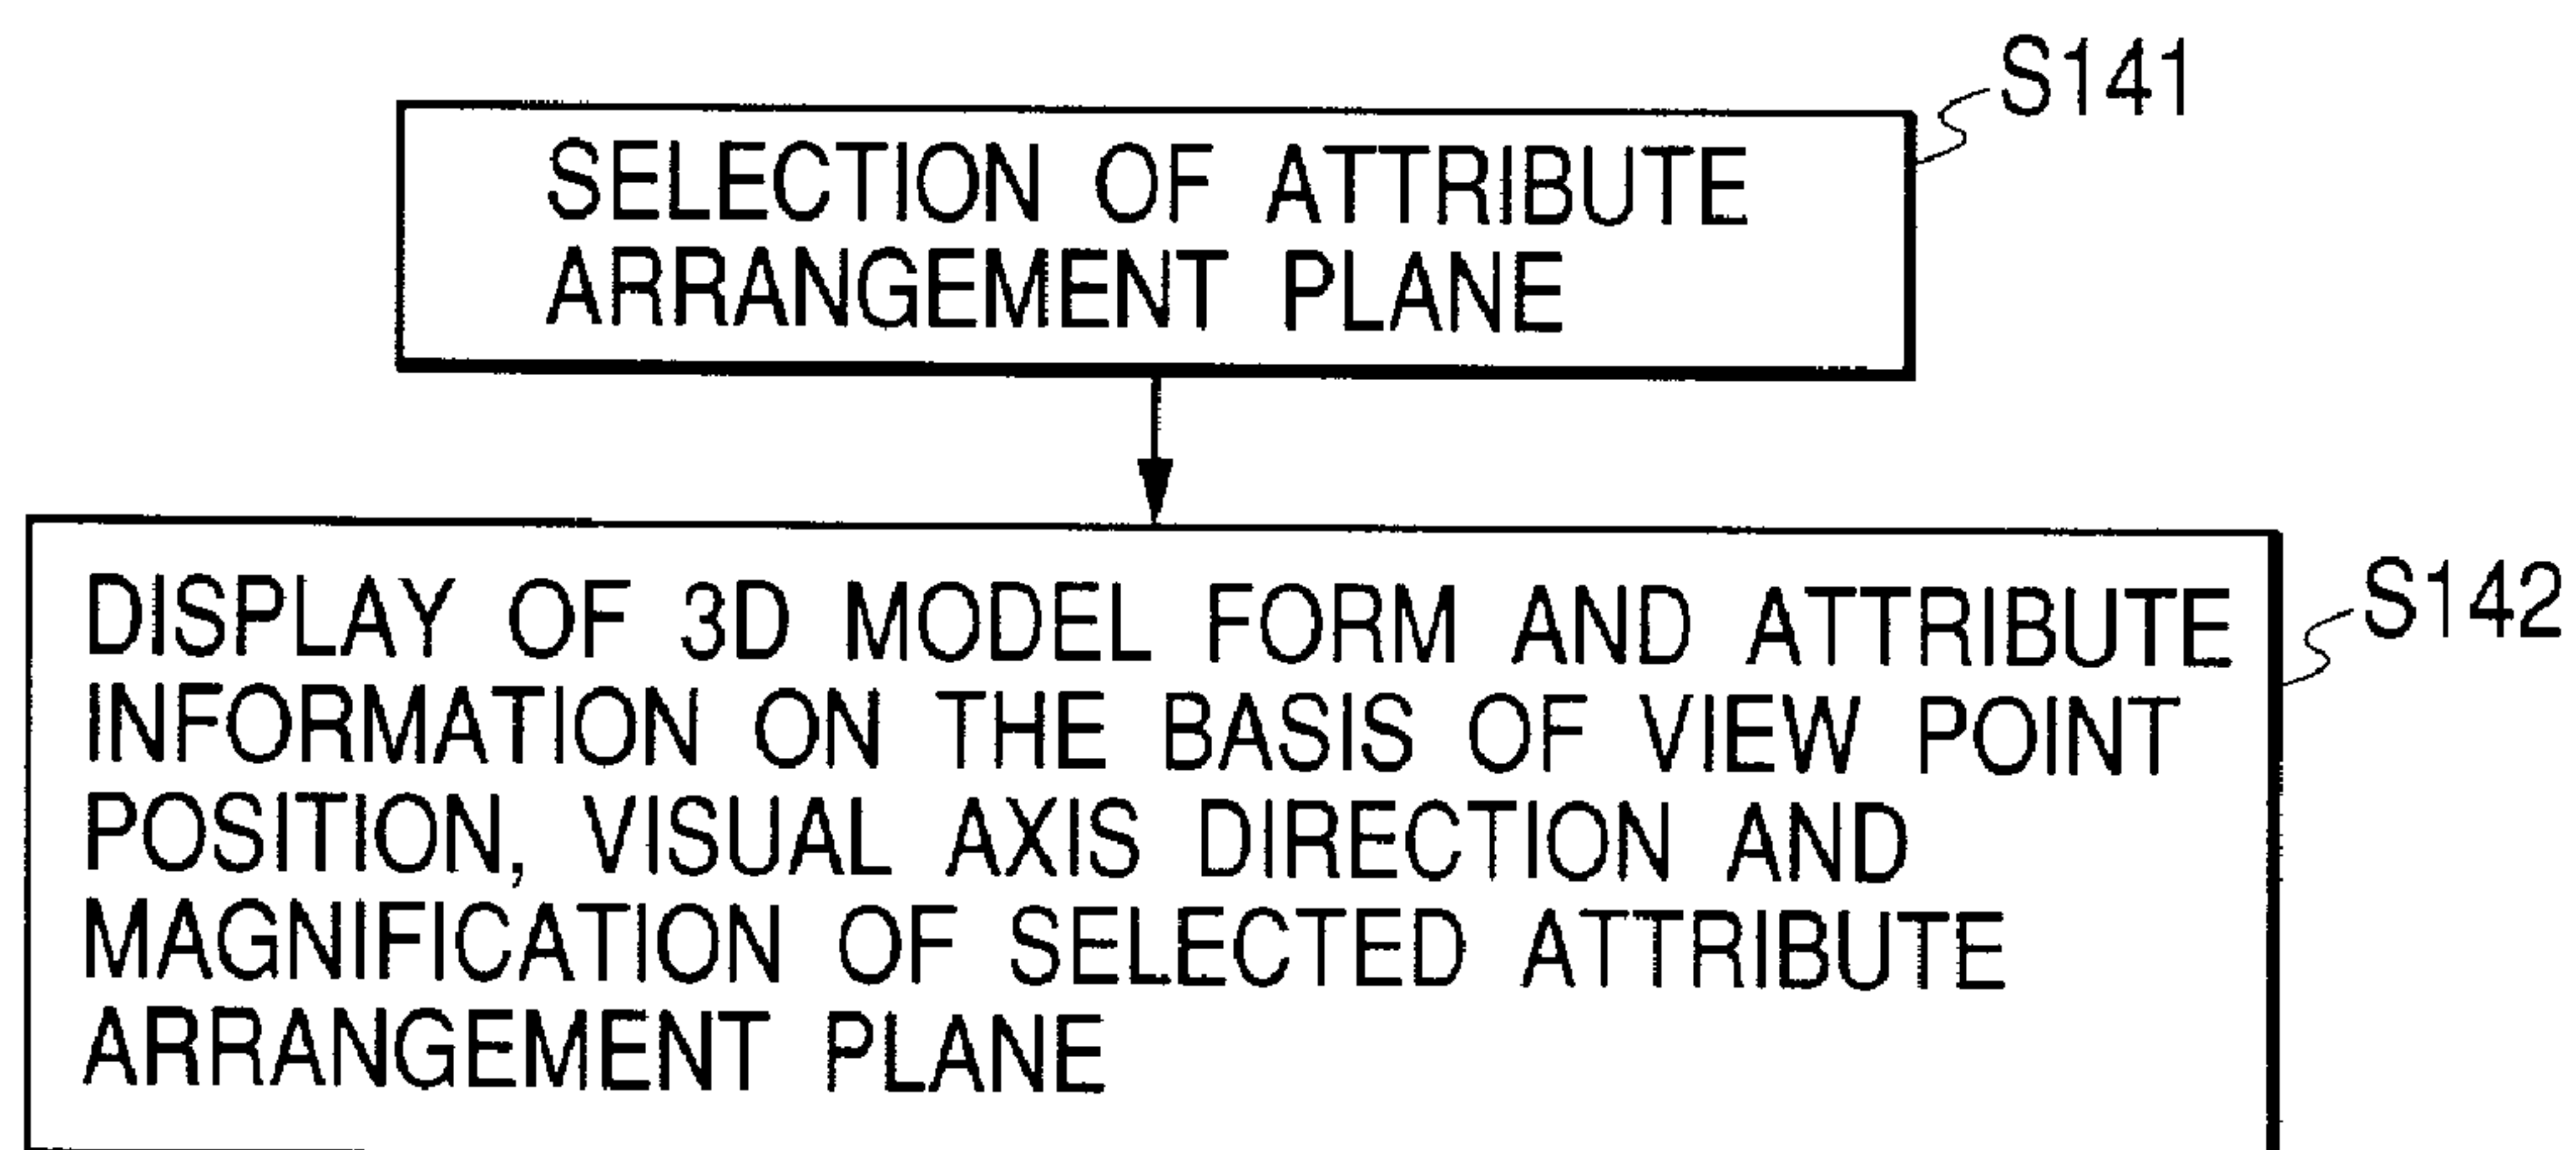 S141
SELECTION OF ATTRIBUTE
ARRANGEMENT PLANE
S142
DISPLAY OF 3D MODEL FORM AND ATTRIBUTE
INFORMATION ON THE BASIS OF VIEW POINT
POSITION, VISUAL AXIS DIRECTION AND
MAGNIFICATION OF SELECTED ATTRIBUTE
ARRANGEMENT PLANE